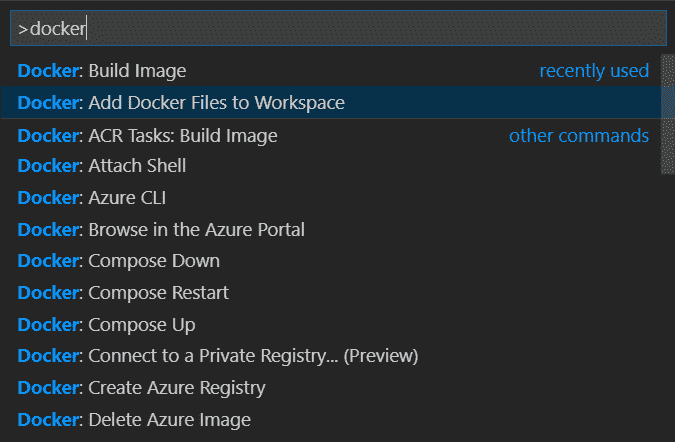 >docker
Docker: Build Image recently used
Docker: Add Docker Files to Workspace
Docker: ACR Tasks: Build Image other commands
Docker: Attach Shell
Docker: Azure CLI
Docker: Browse in the Azure Portal
Docker: Compose Down
Docker: Compose Restart
Docker: Compose Up
Docker: Connect to a Private Registry... (Preview)
Docker: Create Azure Registry
Docker: Delete Azure Image